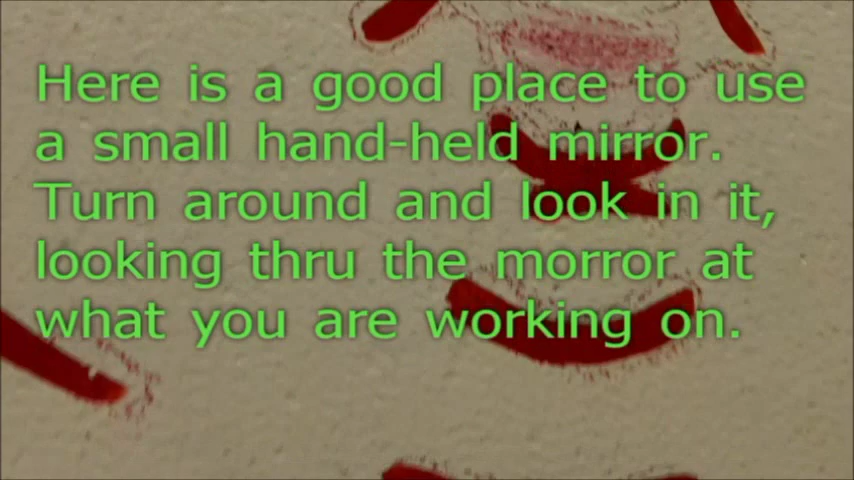 Here is a good place to use
a small hand-held mirror.
Turn around and look in it,
looking thru the morror at
what you are working on.